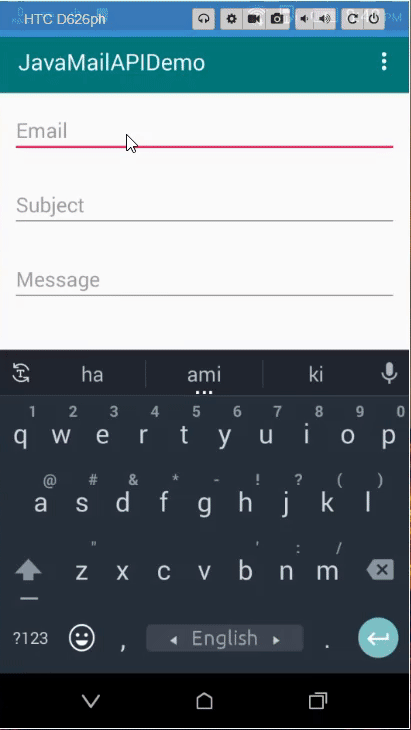 HTC D626ph
JavaMailAPIDemo
Email
Subject
Message
ha ami ki
1 2 3 4 5 6 7 8 9 0
q w e r t y u i o p
@ # & * - ! ? ( )
a s d f g h j k l
" ' : /
z x c v b n m
?123 , English .